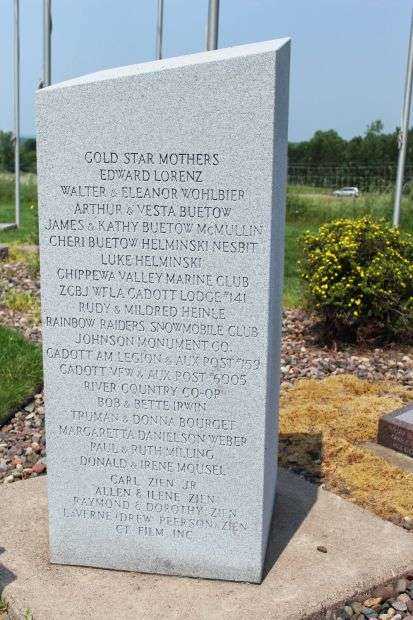 GOLD STAR MOTHERS
EDWARD LORENZ
WALTER & ELEANOR WOHLBIER
ARTHUR & VESTA BUETOW
JAMES & KATHY BUETOW McMULLIN
CHERI BUETOW HELMINSKI NESBIT
LUKE HELMINSKI
CHIPPEWA VALLEY MARINE CLUB
ZCBJ WFLA CADOTT LODGE #141
RUDY & MILDRED HEINLE
RAINBOW RAIDERS SNOWMOBILE CLUB
JOHNSON MONUMENT CO.
CADOTT AM LEGION & AUX POST #159
CADOTT VFW & AUX POST #6905
RIVER COUNTRY CO-OP
BOB & BETTE IRWIN
TRUMAN & DONNA BOURGET
MARGARETTA DANIELSON WEBER
PAUL & RUTH MILLING
DONALD & IRENE MOUSEL
CARL ZIEN JR
ALLEN & ILENE ZIEN
RAYMOND & DOROTHY ZIEN
LAVERNE (DREW PEERSON) ZIEN
CT FILM INC